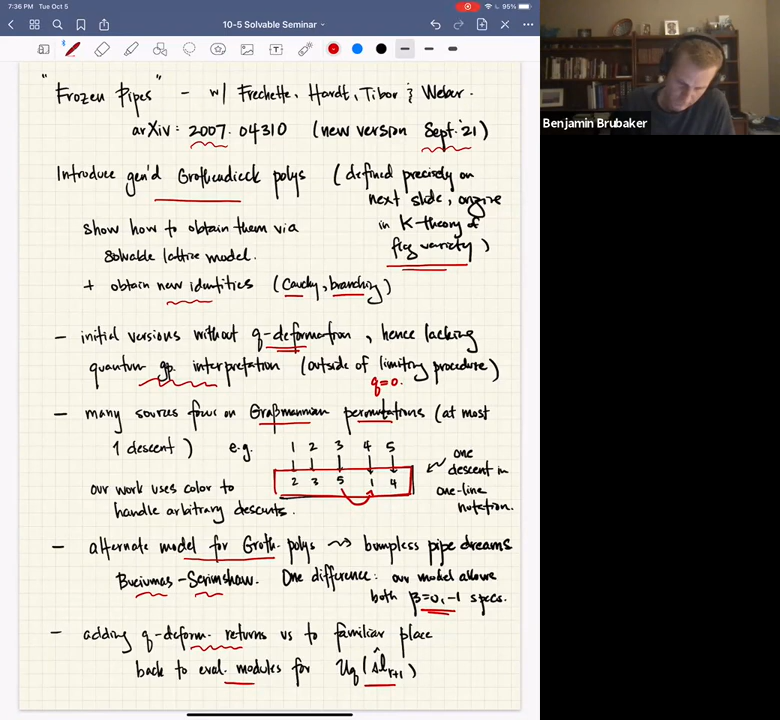 7:36 PM Tue Oct 5
95%
10-5 Solvable Seminar
Benjamin Brubaker
"Frozen Pipes" - w/ Frechette, Hardt, Tibor & Weber.
arXiv: 2007.04310 (new version Sept. '21)
Introduce gen'd Grothendieck polys (defined precisely on
next slide, origins
in K-theory of
flag variety)
show how to obtain them via
solvable lattice model.
+ obtain new identities (Cauchy, branching)
- initial versions without q-deformation, hence lacking
quantum gp. interpretation (outside of limiting procedure)
q=0.
- many sources focus on Graßmannian permutations (at most
1 descent) e.g. 1 2 3 4 5
2 3 5 1 4
one
descent in
one-line
notation.
our work uses color to
handle arbitrary descents.
- alternate model for Groth. polys ⇝ bumpless pipe dreams
Buciumas-Scrimshaw. One difference: our model allows
both β=0,-1 specs.
- adding q-deform. returns us to familiar place
back to eval. modules for Uq(ŝl r+1)